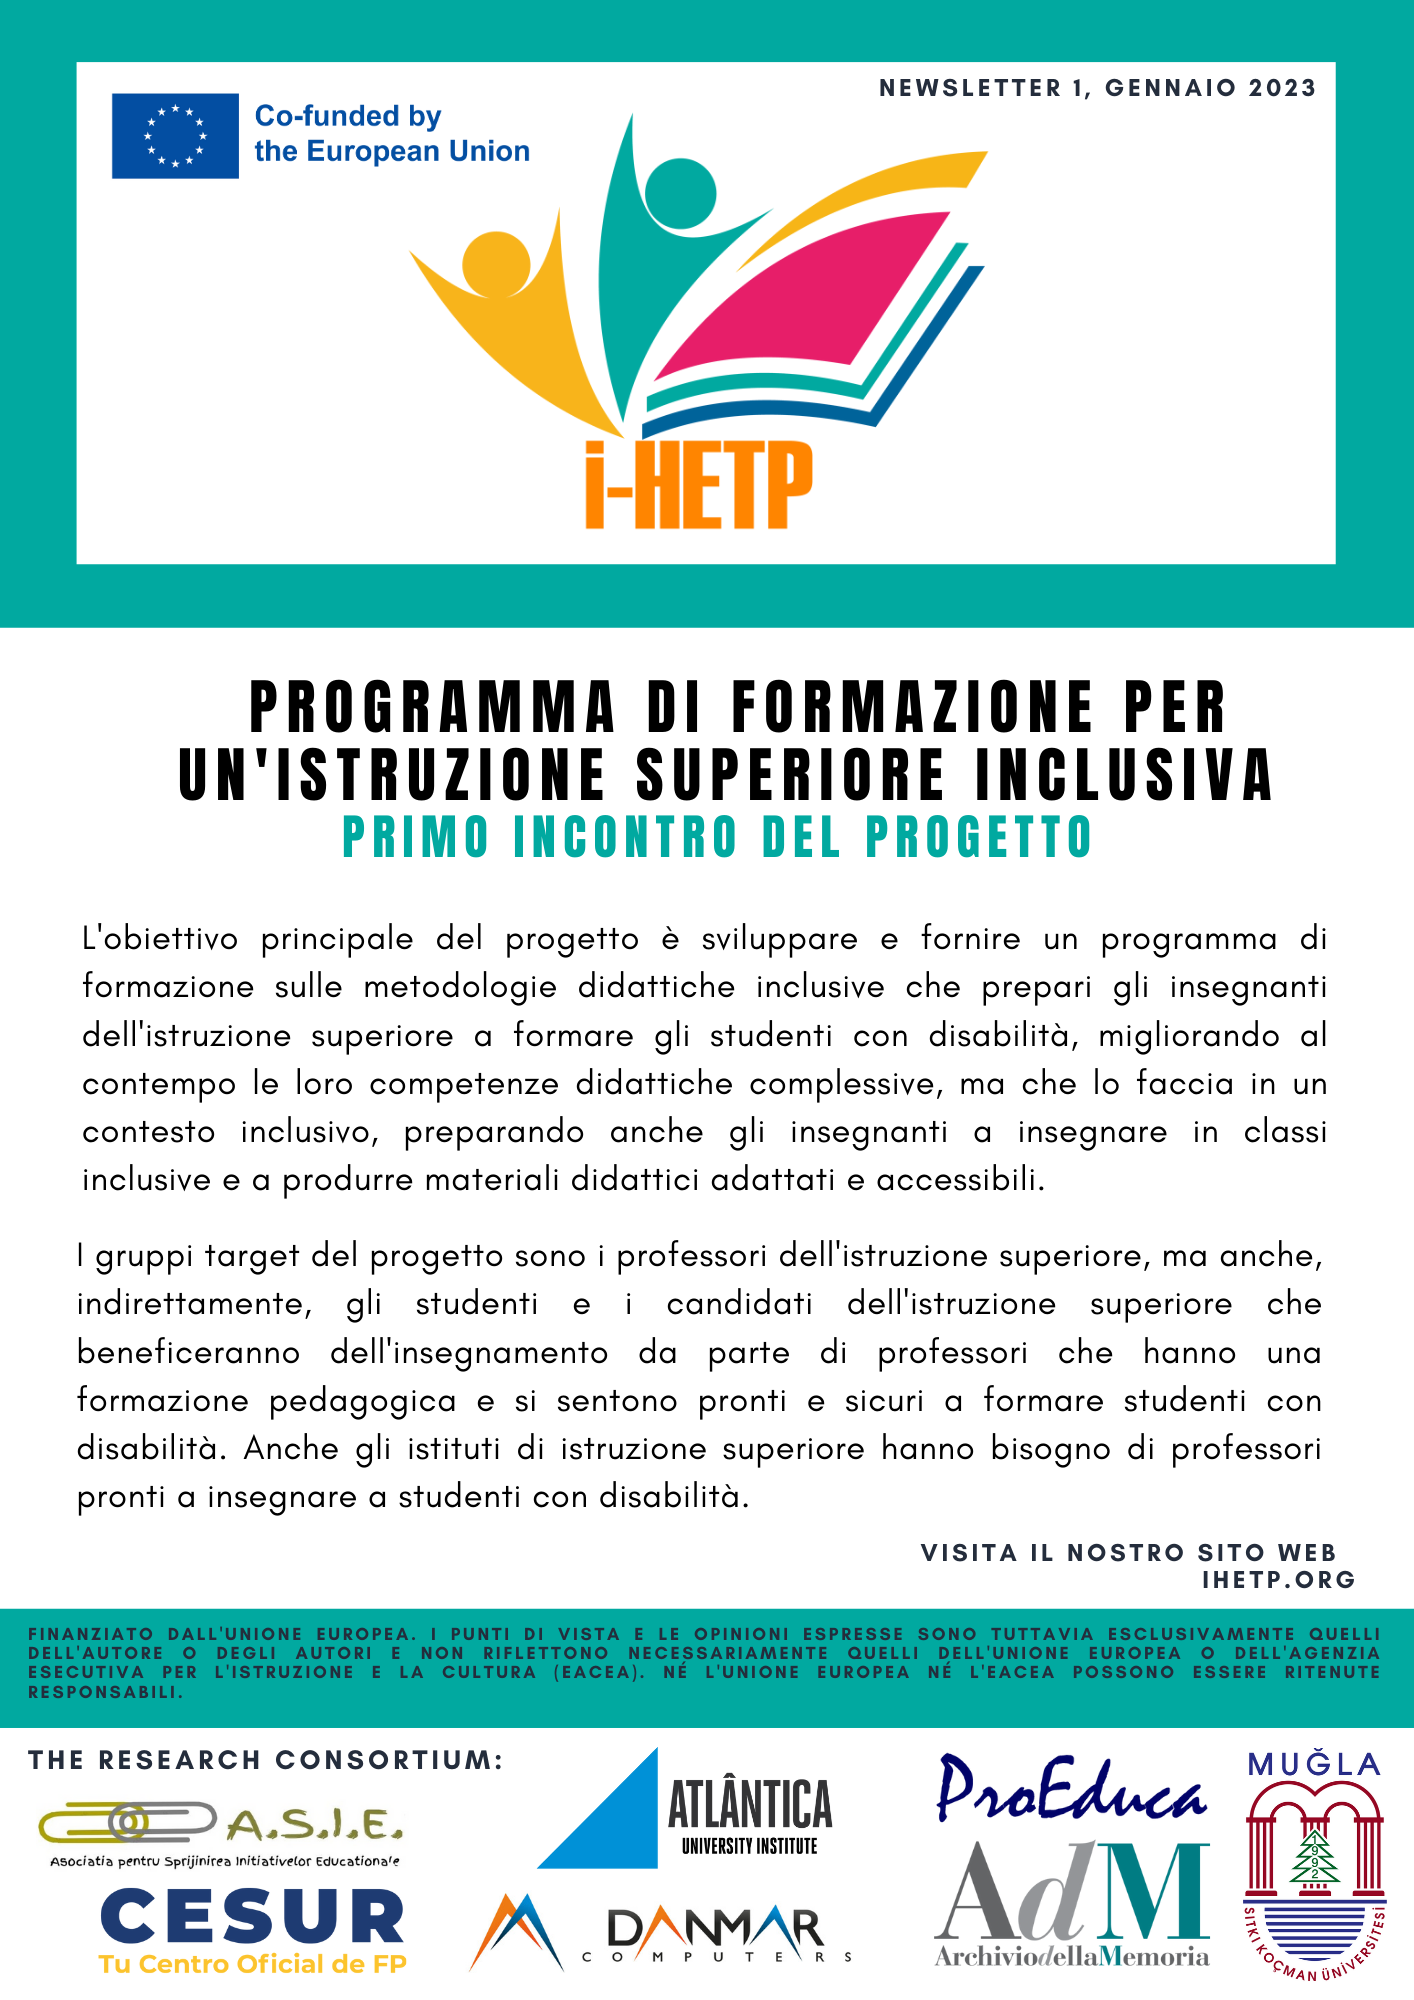 NEWSLETTER 1, GENNAIO 2023
Co-funded by
the European Union
i-HETP
PROGRAMMA DI FORMAZIONE PER
UN'ISTRUZIONE SUPERIORE INCLUSIVA
PRIMO INCONTRO DEL PROGETTO
L'obiettivo principale del progetto è sviluppare e fornire un programma di
formazione sulle metodologie didattiche inclusive che prepari gli insegnanti
dell'istruzione superiore a formare gli studenti con disabilità, migliorando al
contempo le loro competenze didattiche complessive, ma che lo faccia in un
contesto inclusivo, preparando anche gli insegnanti a insegnare in classi
inclusive e a produrre materiali didattici adattati e accessibili.
I gruppi target del progetto sono i professori dell'istruzione superiore, ma anche,
indirettamente, gli studenti e i candidati dell'istruzione superiore che
beneficeranno dell'insegnamento da parte di professori che hanno una
formazione pedagogica e si sentono pronti e sicuri a formare studenti con
disabilità. Anche gli istituti di istruzione superiore hanno bisogno di professori
pronti a insegnare a studenti con disabilità.
VISITA IL NOSTRO SITO WEB
IHETP.ORG
FINANZIATO DALL'UNIONE EUROPEA. I PUNTI DI VISTA E LE OPINIONI ESPRESSE SONO TUTTAVIA ESCLUSIVAMENTE QUELLI
DELL'AUTORE O DEGLI AUTORI E NON RIFLETTONO NECESSARIAMENTE QUELLI DELL'UNIONE EUROPEA O DELL'AGENZIA
ESECUTIVA PER L'ISTRUZIONE E LA CULTURA (EACEA). NÉ L'UNIONE EUROPEA NÉ L'EACEA POSSONO ESSERE RITENUTE
RESPONSABILI.
THE RESEARCH CONSORTIUM:
A.S.I.E.
Asociatia pentru Sprijinirea Initiativelor Educationale
CESUR
Tu Centro Oficial de FP
ATLÂNTICA
UNIVERSITY INSTITUTE
DANMAR
COMPUTERS
ProEduca
AdM
ArchiviodellaMemoria
MUĞLA
1992
SITKI KOÇMAN ÜNİVERSİTESİ